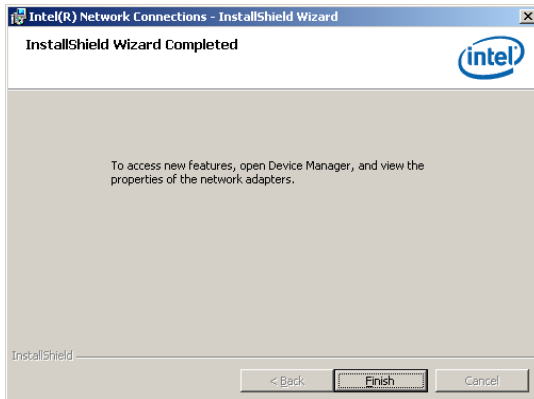 Intel(R) Network Connections - InstallShield Wizard
InstallShield Wizard Completed
intel
To access new features, open Device Manager, and view the
properties of the network adapters.
InstallShield
< Back
Finish
Cancel